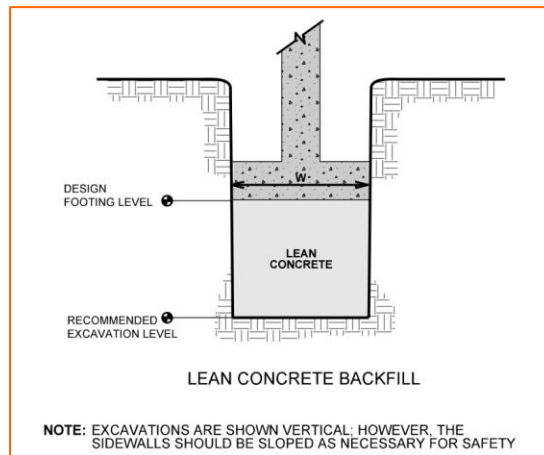 N
W
DESIGN
FOOTING LEVEL
LEAN
CONCRETE
RECOMMENDED
EXCAVATION LEVEL
LEAN CONCRETE BACKFILL
NOTE: EXCAVATIONS ARE SHOWN VERTICAL; HOWEVER, THE
SIDEWALLS SHOULD BE SLOPED AS NECESSARY FOR SAFETY